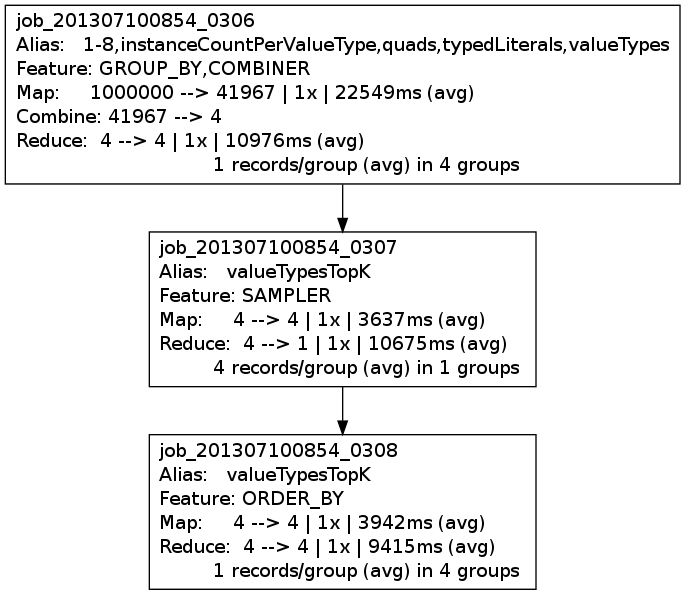 job_201307100854_0306
Alias: 1-8,instanceCountPerValueType,quads,typedLiterals,valueTypes
Feature: GROUP_BY,COMBINER
Map: 1000000 --> 41967 | 1x | 22549ms (avg)
Combine: 41967 --> 4
Reduce: 4 --> 4 | 1x | 10976ms (avg)
1 records/group (avg) in 4 groups
job_201307100854_0307
Alias: valueTypesTopK
Feature: SAMPLER
Map: 4 --> 4 | 1x | 3637ms (avg)
Reduce: 4 --> 1 | 1x | 10675ms (avg)
4 records/group (avg) in 1 groups
job_201307100854_0308
Alias: valueTypesTopK
Feature: ORDER_BY
Map: 4 --> 4 | 1x | 3942ms (avg)
Reduce: 4 --> 4 | 1x | 9415ms (avg)
1 records/group (avg) in 4 groups